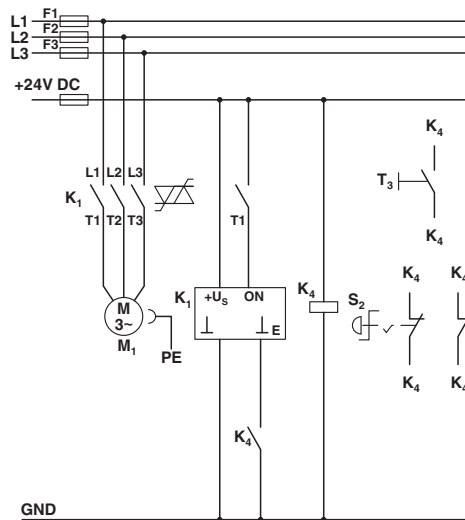 L1 F1
L2 F2
L3 F3
+24V DC
K4
L1 L2 L3
T3
K1
T1 T2 T3
T1
K4
K1 +US ON
K4
S2
K4 K4
M
3~
⊥ ⊥ E
M1
PE
K4 K4
K4
GND